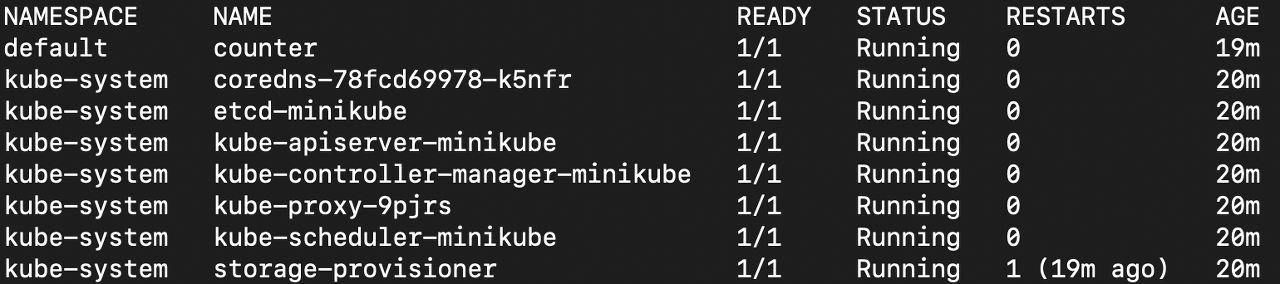 NAMESPACE     NAME                               READY   STATUS    RESTARTS      AGE
default       counter                            1/1     Running   0             19m
kube-system   coredns-78fcd69978-k5nfr           1/1     Running   0             20m
kube-system   etcd-minikube                      1/1     Running   0             20m
kube-system   kube-apiserver-minikube            1/1     Running   0             20m
kube-system   kube-controller-manager-minikube   1/1     Running   0             20m
kube-system   kube-proxy-9pjrs                   1/1     Running   0             20m
kube-system   kube-scheduler-minikube            1/1     Running   0             20m
kube-system   storage-provisioner                1/1     Running   1 (19m ago)   20m